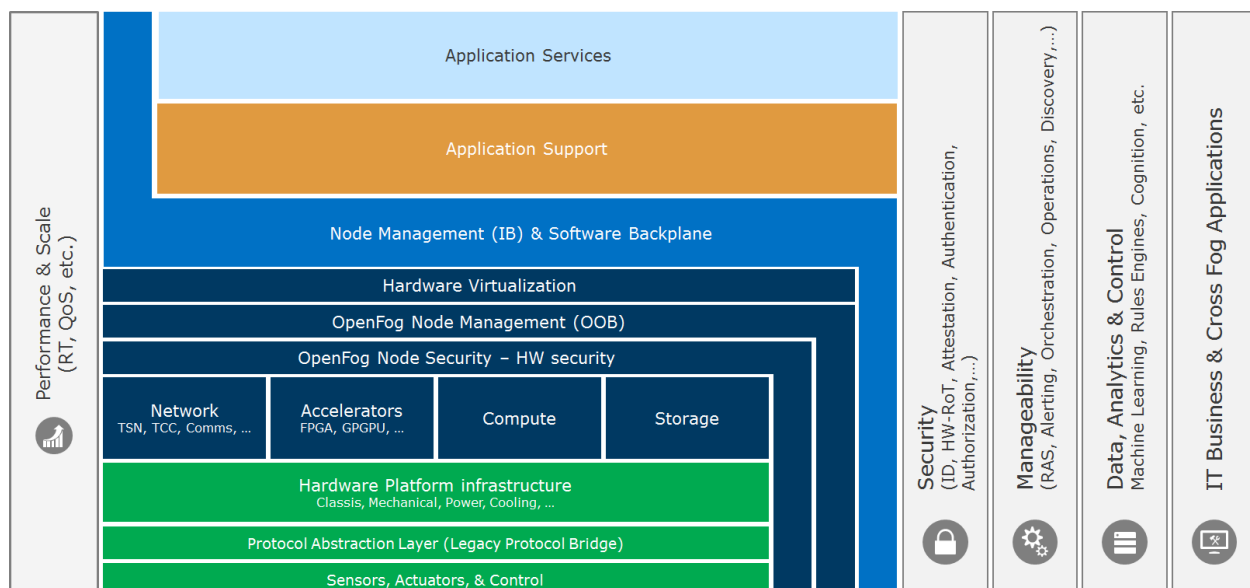 Performance & Scale
(RT, QoS, etc.)
Application Services
Application Support
Node Management (IB) & Software Backplane
Hardware Virtualization
OpenFog Node Management (OOB)
OpenFog Node Security – HW security
Network
TSN, TCC, Comms, ...
Accelerators
FPGA, GPGPU, ...
Compute
Storage
Hardware Platform infrastructure
Classis, Mechanical, Power, Cooling, ...
Protocol Abstraction Layer (Legacy Protocol Bridge)
Sensors, Actuators, & Control
Security
(ID, HW-RoT, Attestation, Authentication,
Authorization,...)
Manageability
(RAS, Alerting, Orchestration, Operations, Discovery,...)
Data, Analytics & Control
Machine Learning, Rules Engines, Cognition, etc.
IT Business & Cross Fog Applications